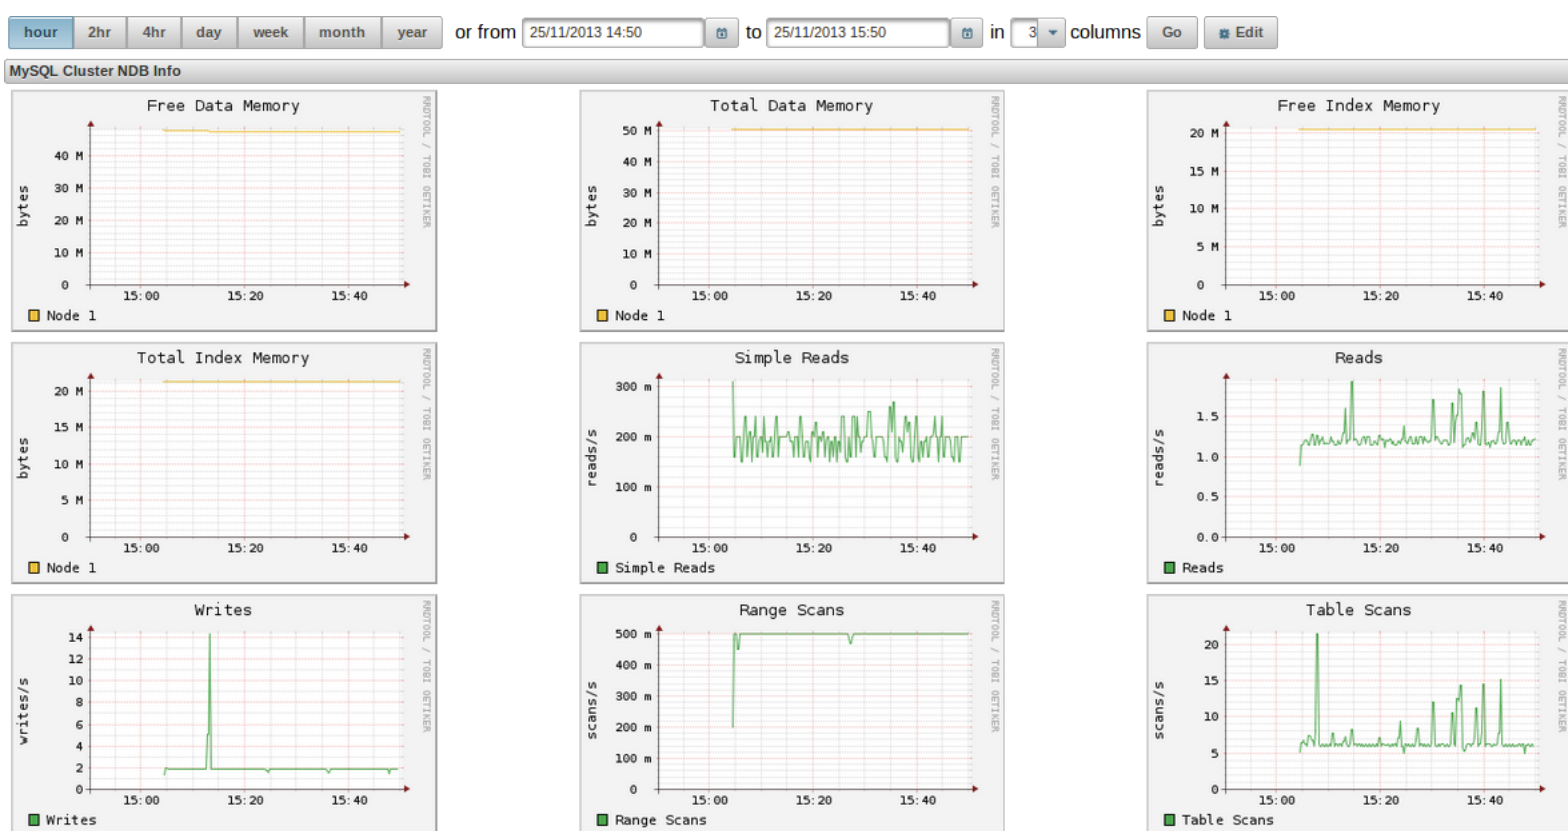 hour 2hr 4hr day week month year or from 25/11/2013 14:50 to 25/11/2013 15:50 in 3 columns Go Edit
MySQL Cluster NDB Info
Free Data Memory
RRDTOOL / TOBI OETIKER
bytes
40 M
30 M
20 M
10 M
0
15:00 15:20 15:40
Node 1
Total Data Memory
RRDTOOL / TOBI OETIKER
bytes
50 M
40 M
30 M
20 M
10 M
0
15:00 15:20 15:40
Node 1
Free Index Memory
RRDTOOL / TOBI OETIKER
bytes
20 M
15 M
10 M
5 M
0
15:00 15:20 15:40
Node 1
Total Index Memory
RRDTOOL / TOBI OETIKER
bytes
20 M
15 M
10 M
5 M
0
15:00 15:20 15:40
Node 1
Simple Reads
RRDTOOL / TOBI OETIKER
reads/s
300 m
200 m
100 m
0
15:00 15:20 15:40
Simple Reads
Reads
RRDTOOL / TOBI OETIKER
reads/s
1.5
1.0
0.5
0.0
15:00 15:20 15:40
Reads
Writes
RRDTOOL / TOBI OETIKER
writes/s
14
12
10
8
6
4
2
0
15:00 15:20 15:40
Writes
Range Scans
RRDTOOL / TOBI OETIKER
scans/s
500 m
400 m
300 m
200 m
100 m
0
15:00 15:20 15:40
Range Scans
Table Scans
RRDTOOL / TOBI OETIKER
scans/s
20
15
10
5
0
15:00 15:20 15:40
Table Scans